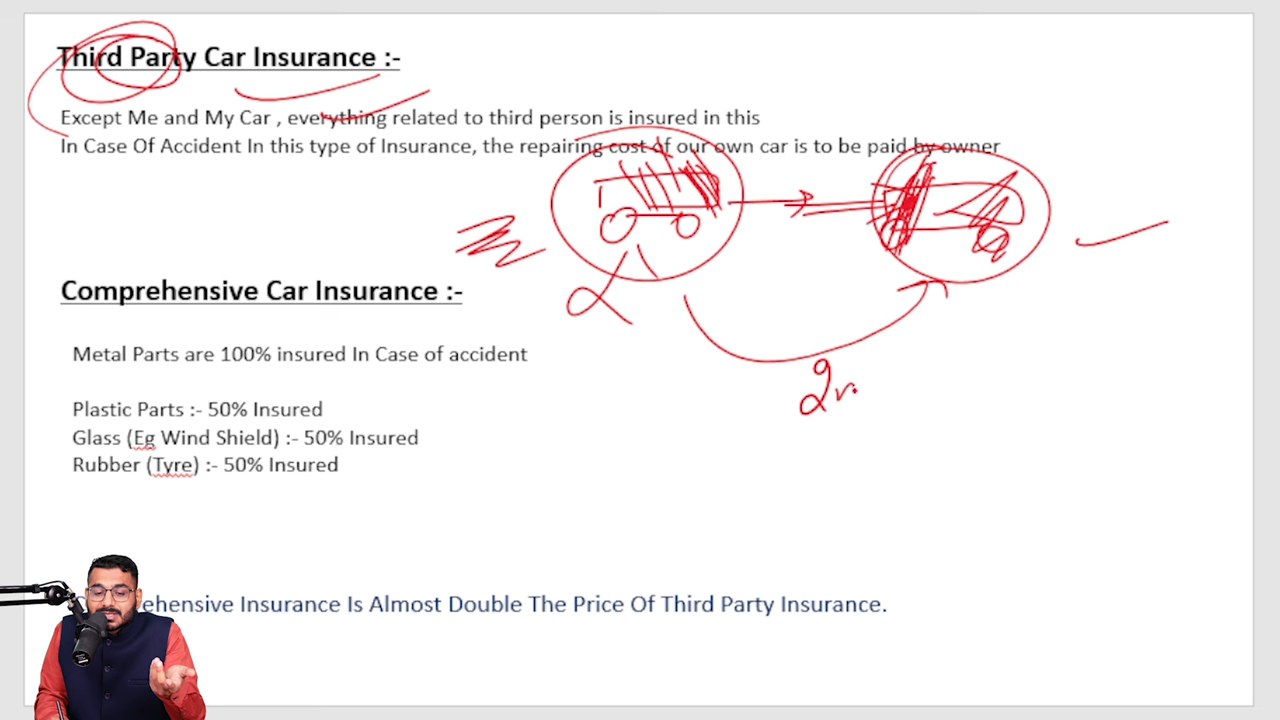 Third Party Car Insurance :-
Except Me and My Car , everything related to third person is insured in this
In Case Of Accident In this type of Insurance, the repairing cost of our own car is to be paid by owner
Comprehensive Car Insurance :-
Metal Parts are 100% insured In Case of accident
Plastic Parts :- 50% Insured
Glass (Eg Wind Shield) :- 50% Insured
Rubber (Tyre) :- 50% Insured
Insurance Is Almost Double The Price Of Third Party Insurance.